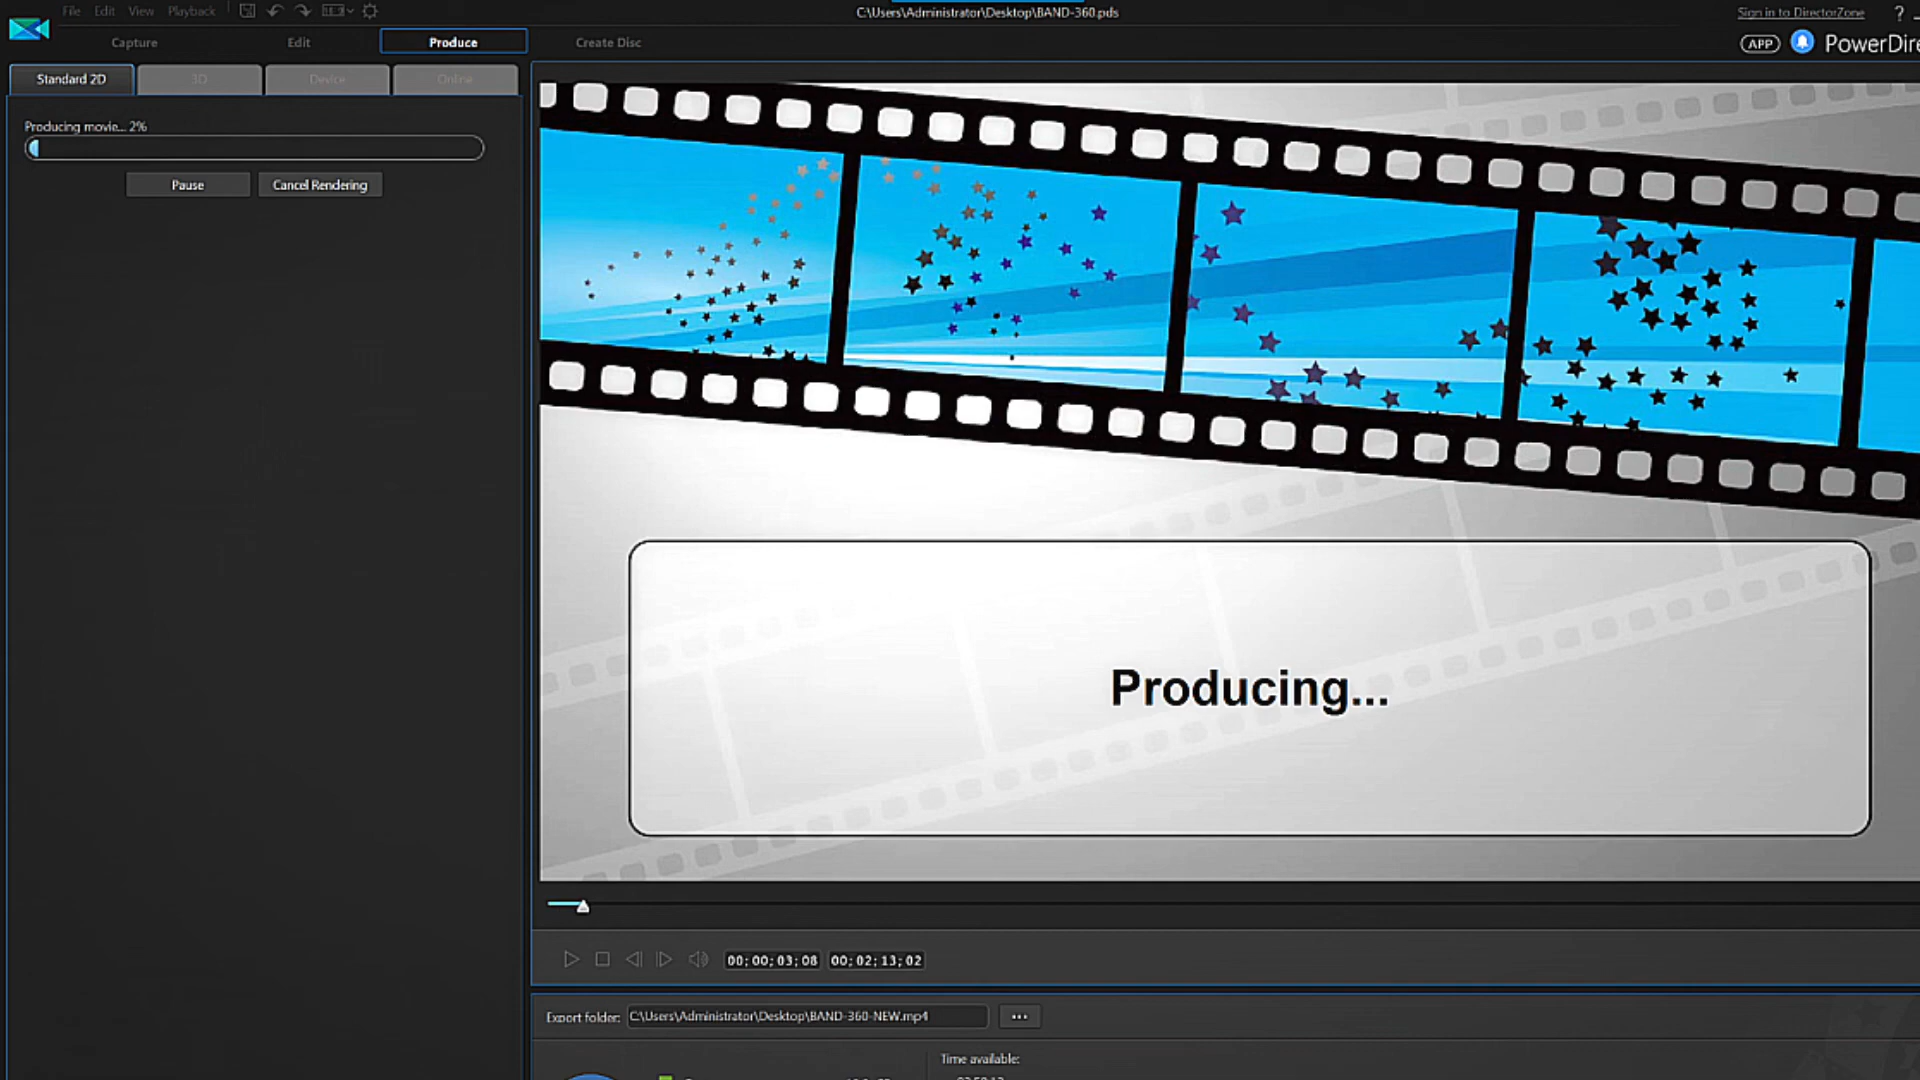 File Edit View Playback
C:\Users\Administrator\Desktop\BAND-360.pds
Sign in to DirectorZone ?
Capture Edit Produce Create Disc
APP PowerDire
Standard 2D 3D Device Online
Producing movie... 2%
Pause Cancel Rendering
Producing...
00;00;03;08 00;02;13;02
Export folder: C:\Users\Administrator\Desktop\BAND-360-NEW.mp4 ...
Time available: